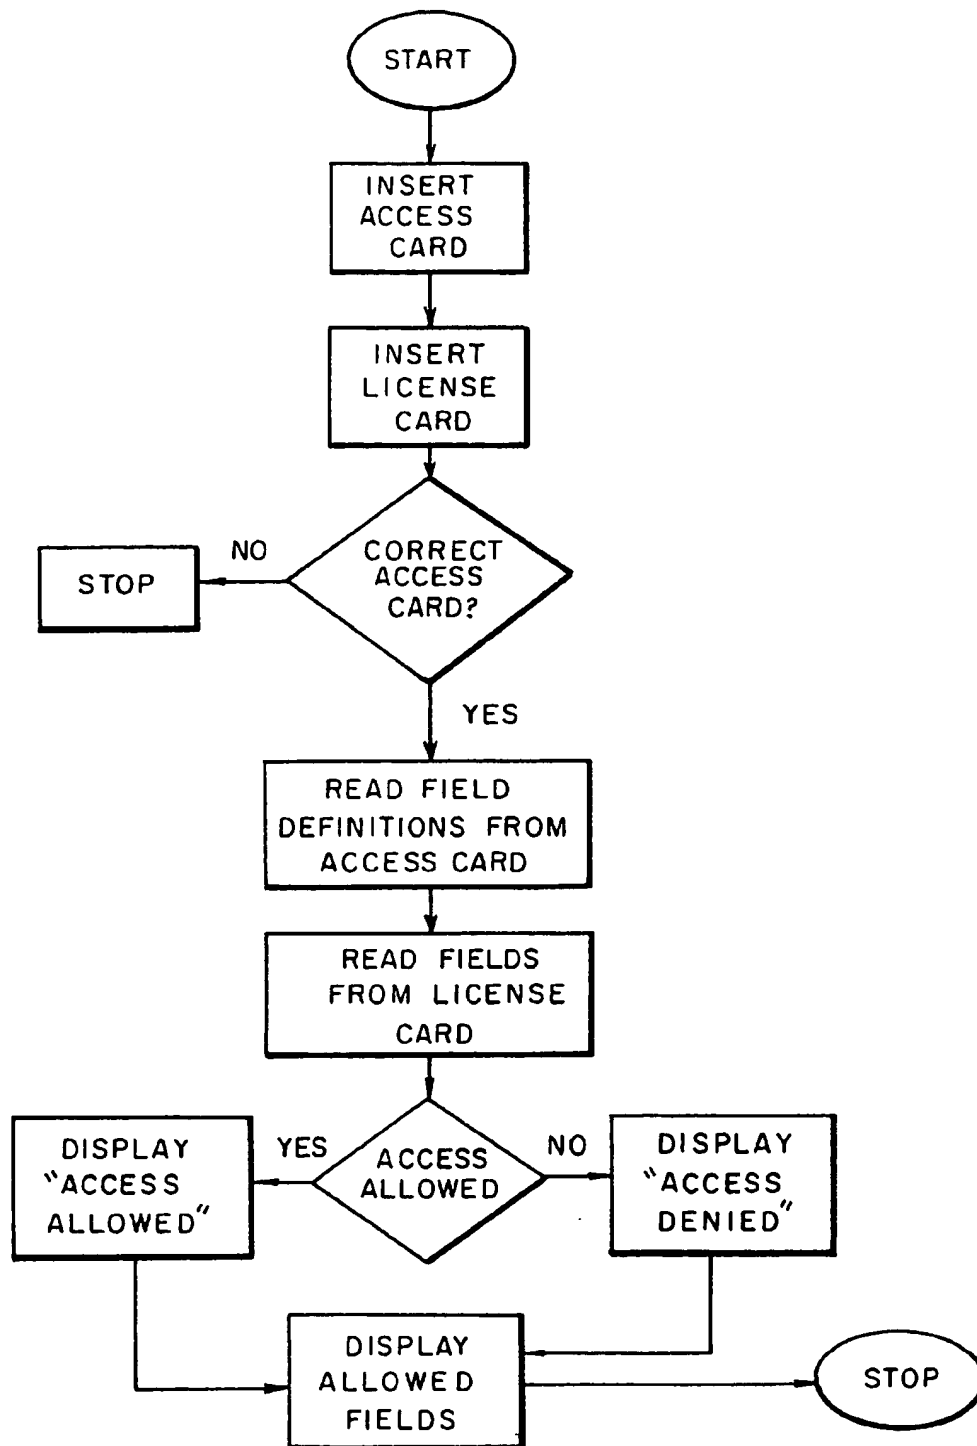 START
INSERT
ACCESS
CARD
INSERT
LICENSE
CARD
NO
CORRECT
ACCESS
CARD?
STOP
YES
READ FIELD
DEFINITIONS FROM
ACCESS CARD
READ FIELDS
FROM LICENSE
CARD
DISPLAY
"ACCESS
ALLOWED"
YES
ACCESS
ALLOWED
NO
DISPLAY
"ACCESS
DENIED"
DISPLAY
ALLOWED
FIELDS
STOP